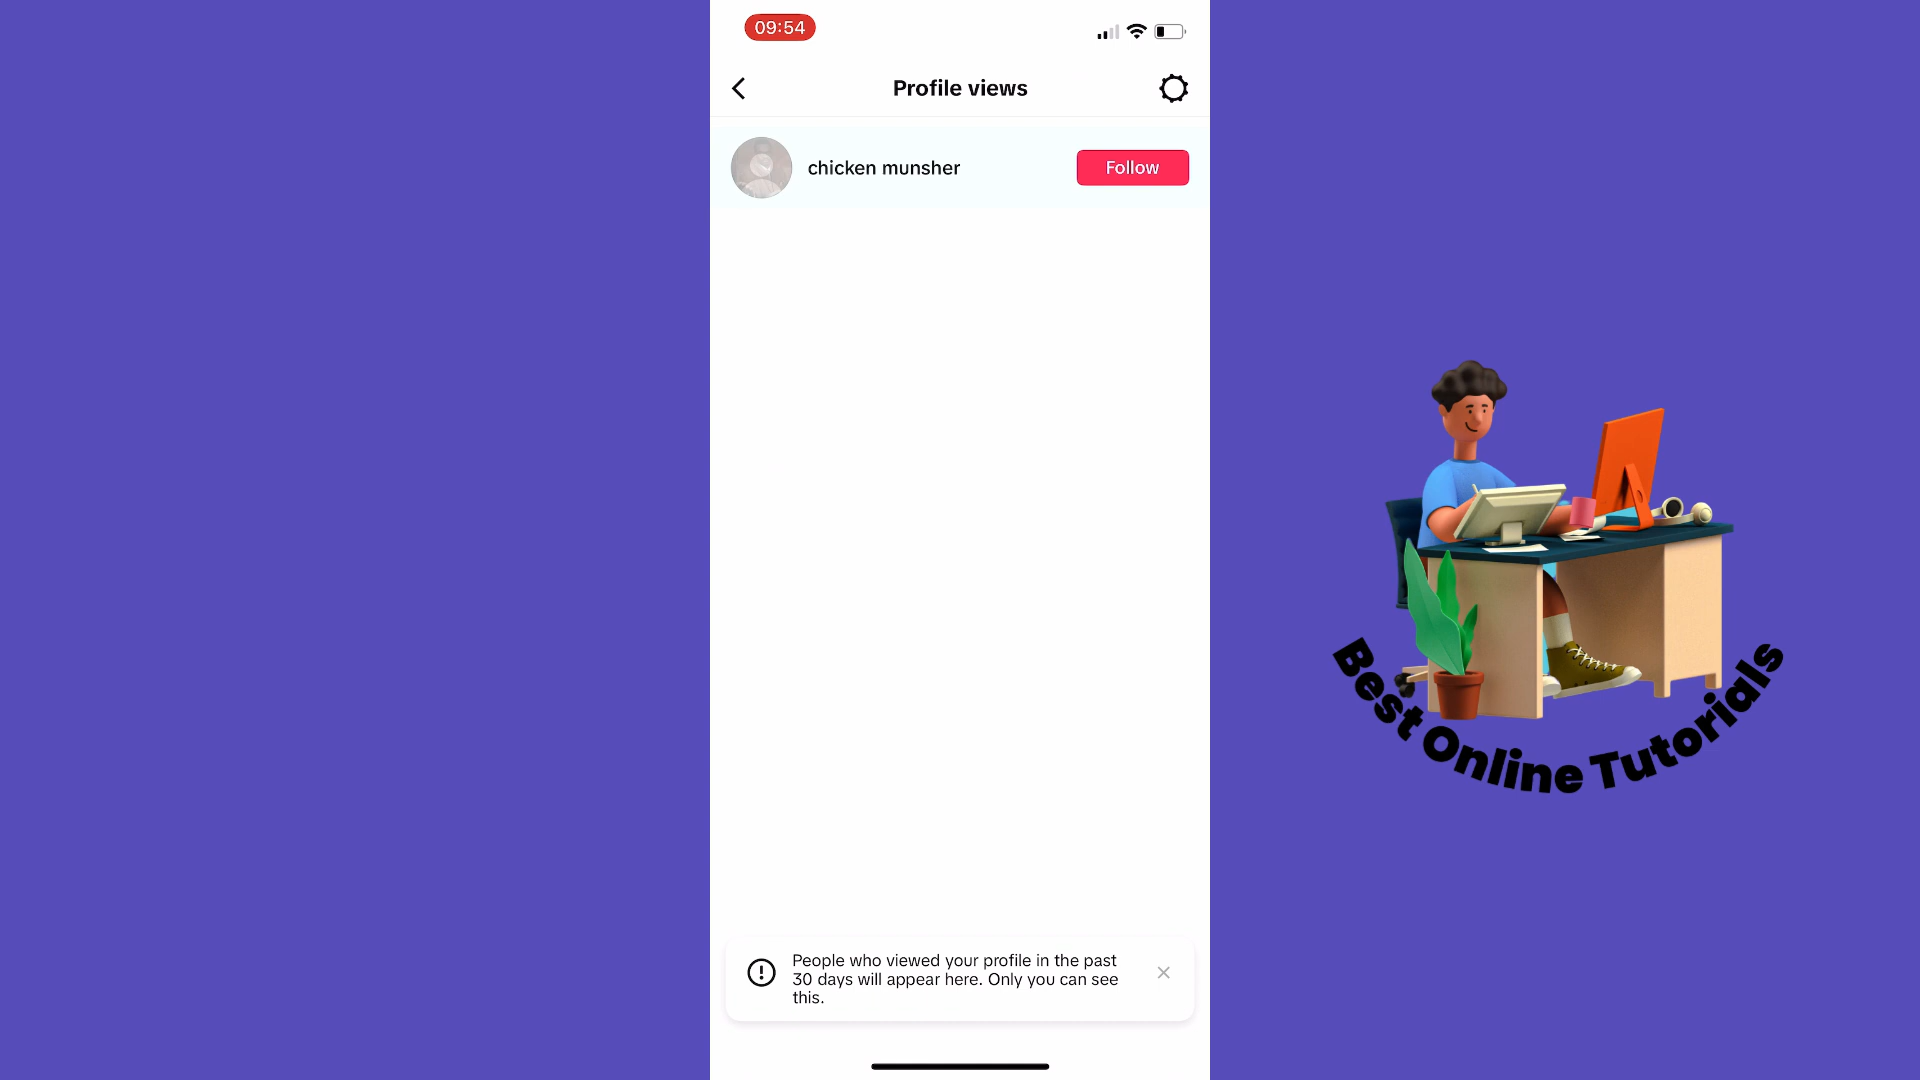 09:54
Profile views
chicken munsher
Follow
People who viewed your profile in the past
30 days will appear here. Only you can see
this.
Best Online Tutorials